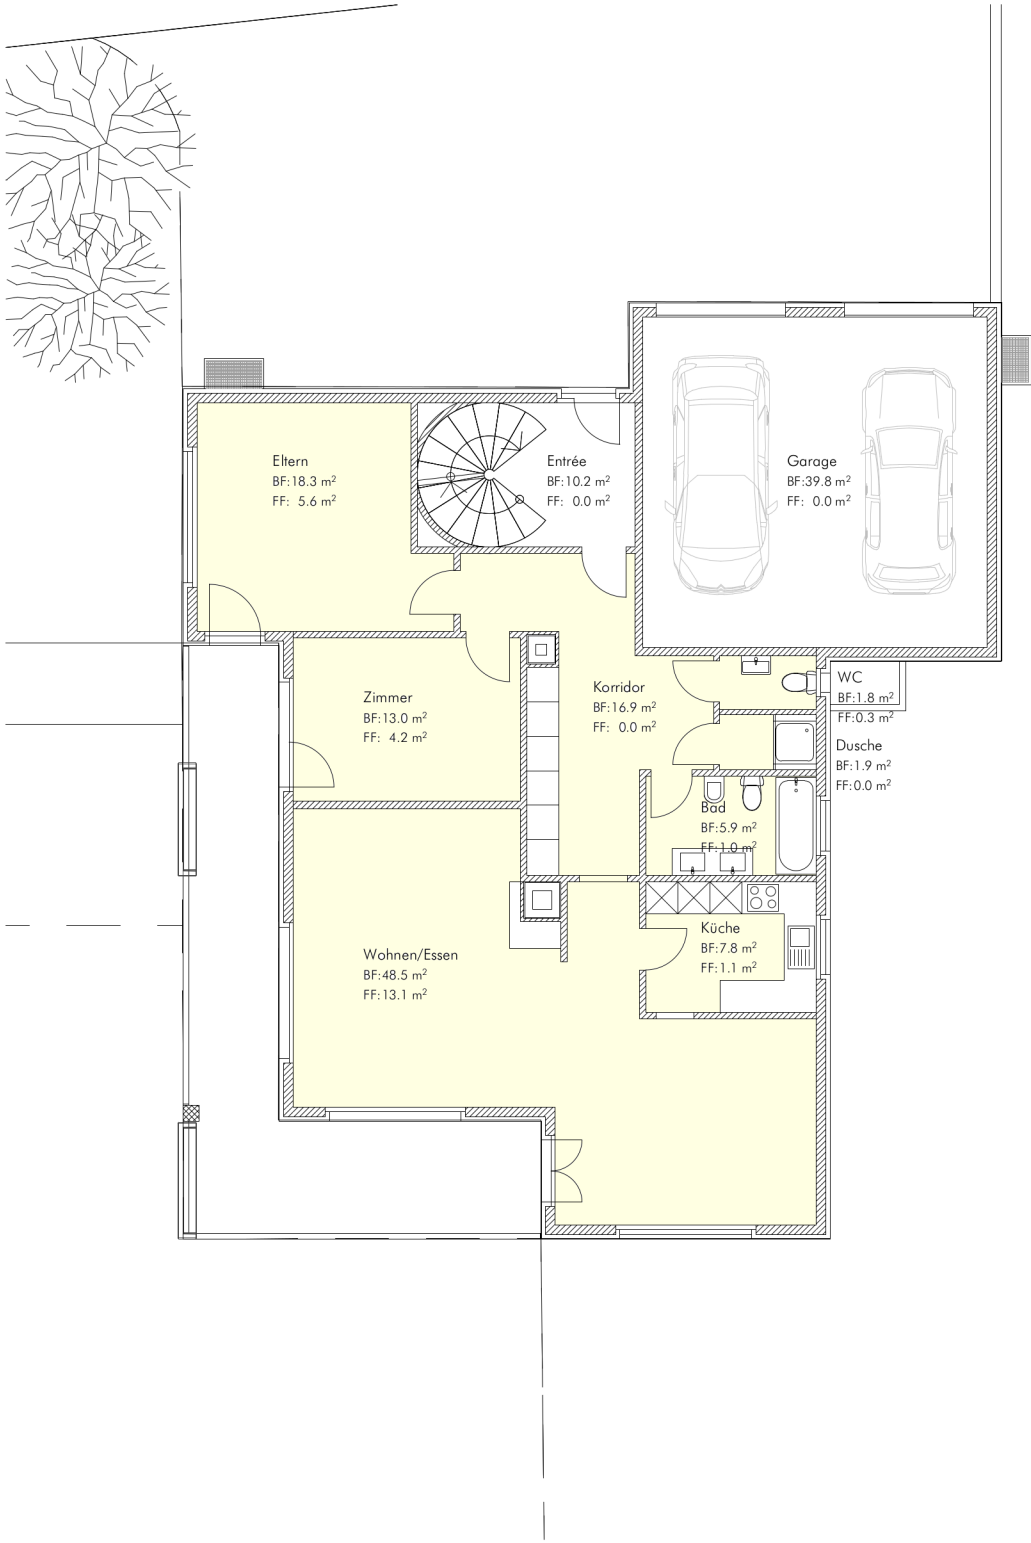 Eltern
BF:18.3 m²
FF: 5.6 m²
Entrée
BF:10.2 m²
FF: 0.0 m²
Garage
BF:39.8 m²
FF: 0.0 m²
Zimmer
BF:13.0 m²
FF: 4.2 m²
Korridor
BF:16.9 m²
FF: 0.0 m²
WC
BF:1.8 m²
FF:0.3 m²
Dusche
BF:1.9 m²
FF:0.0 m²
Bad
BF:5.9 m²
FF:1.0 m²
Küche
BF:7.8 m²
FF:1.1 m²
Wohnen/Essen
BF:48.5 m²
FF:13.1 m²